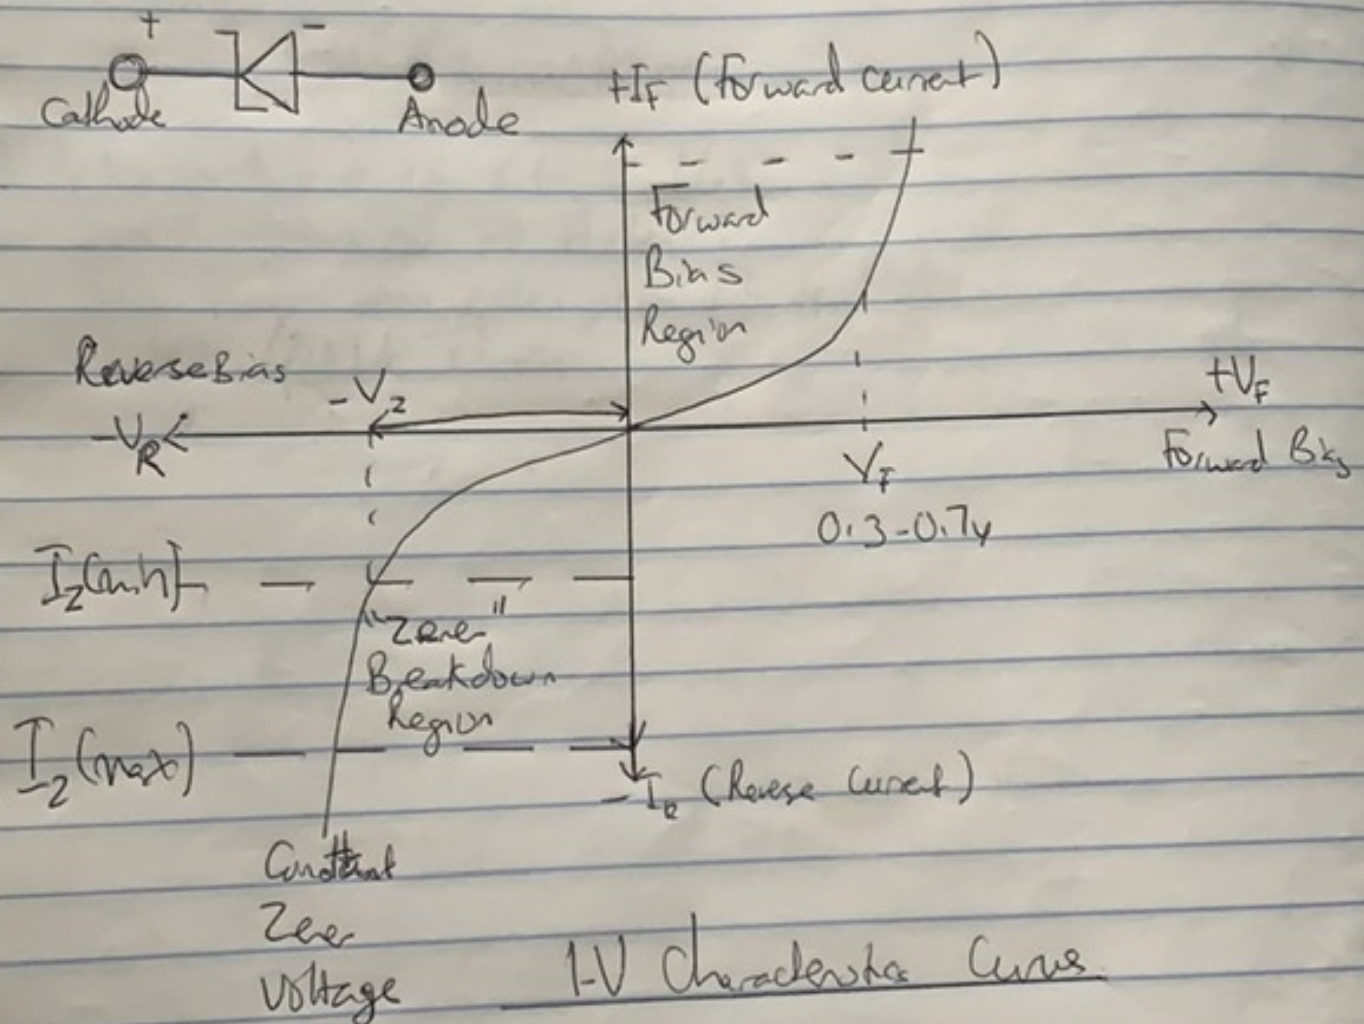 + -
Cathode
Anode
+IF (Forward current)
Forward
Bias
Region
Reverse Bias
-VZ
-VR
+VF
Forward Bias
VF
0.3-0.7v
IZ(min)
"Zener"
Breakdown
Region
IZ(max)
-IR (Reverse Current)
Constant
Zener
Voltage
I-V Characteristics Curve